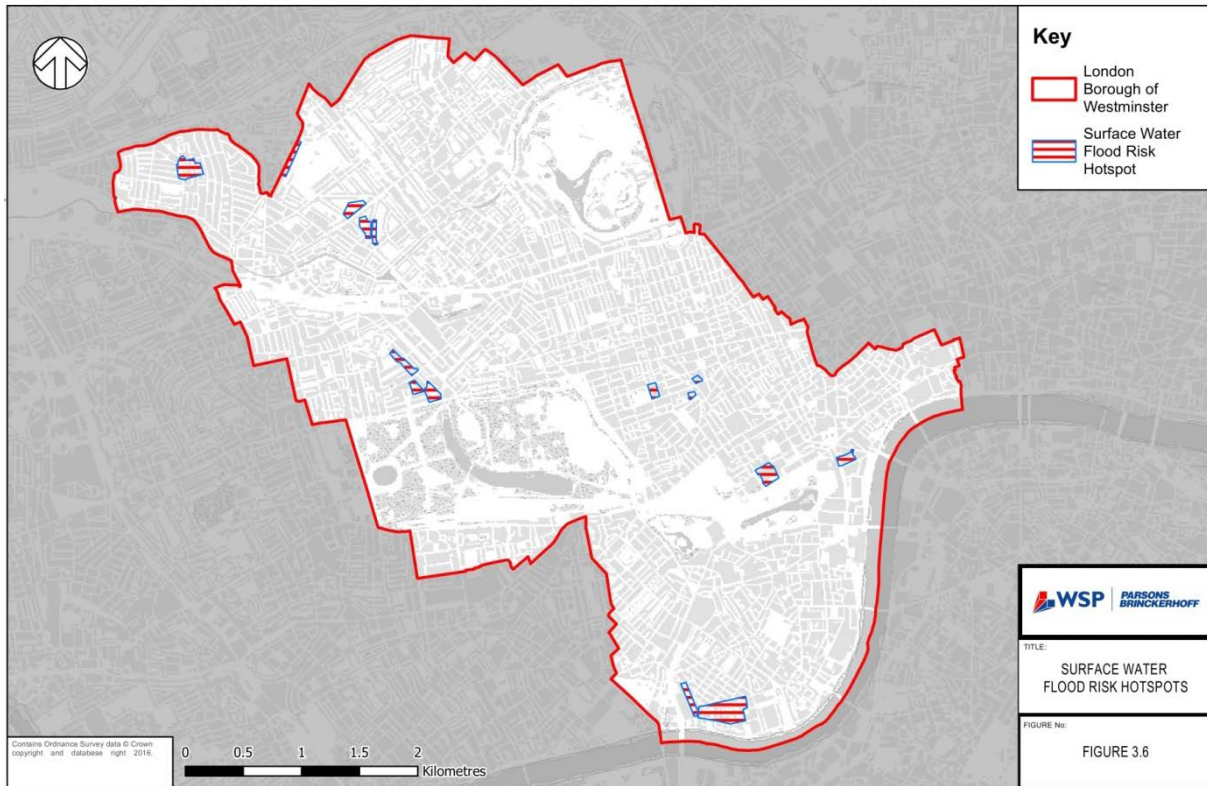 Key
London
Borough of
Westminster
Surface Water
Flood Risk
Hotspot
WSP | PARSONS
BRINCKERHOFF
TITLE:
SURFACE WATER
FLOOD RISK HOTSPOTS
FIGURE No:
FIGURE 3.6
Contains Ordnance Survey data © Crown
copyright and database right 2016.
0 0.5 1 1.5 2
Kilometres